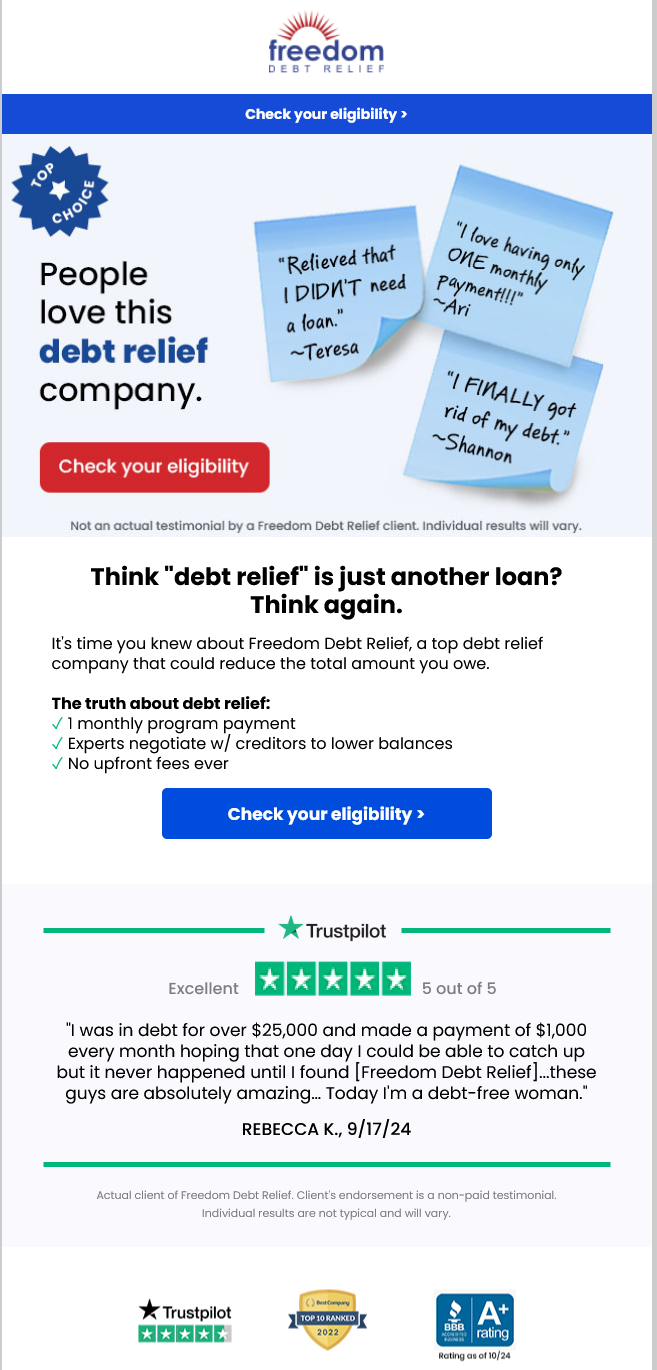 freedom
DEBT RELIEF
Check your eligibility >
TOP
CHOICE
People
love this
debt relief
company.
Check your eligibility
"Relieved that
I DIDN'T need
a loan."
~Teresa
"I love having only
ONE monthly
Payment!!!"
~Ari
"I FINALLY got
rid of my debt."
~Shannon
Not an actual testimonial by a Freedom Debt Relief client. Individual results will vary.
Think "debt relief" is just another loan?
Think again.
It's time you knew about Freedom Debt Relief, a top debt relief
company that could reduce the total amount you owe.
The truth about debt relief:
✓ 1 monthly program payment
✓ Experts negotiate w/ creditors to lower balances
✓ No upfront fees ever
Check your eligibility >
Trustpilot
Excellent 5 out of 5
"I was in debt for over $25,000 and made a payment of $1,000
every month hoping that one day I could be able to catch up
but it never happened until I found [Freedom Debt Relief]...these
guys are absolutely amazing... Today I'm a debt-free woman."
REBECCA K., 9/17/24
Actual client of Freedom Debt Relief. Client's endorsement is a non-paid testimonial.
Individual results are not typical and will vary.
Trustpilot
BestCompany
TOP 10 RANKED
2022
BBB
ACCREDITED
BUSINESS
A+
rating
Rating as of 10/24